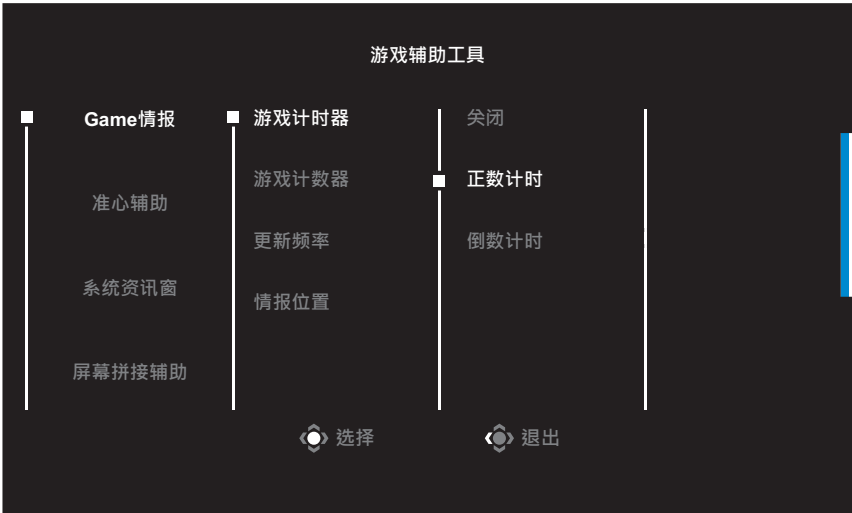 游戏辅助工具
Game情报
准心辅助
系统资讯窗
屏幕拼接辅助
游戏计时器
游戏计数器
更新频率
情报位置
关闭
正数计时
倒数计时
选择
退出